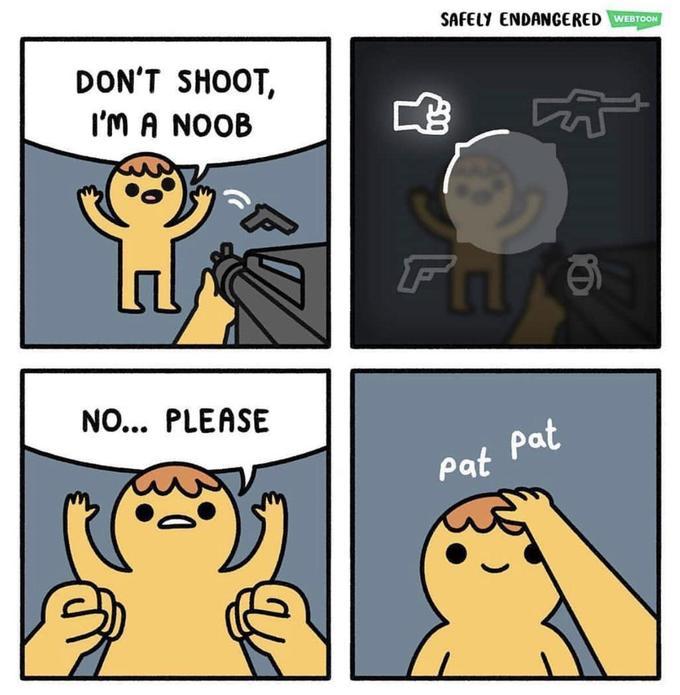 SAFELY ENDANGERED WEBTOON
DON'T SHOOT,
I'M A NOOB
NO... PLEASE
pat pat